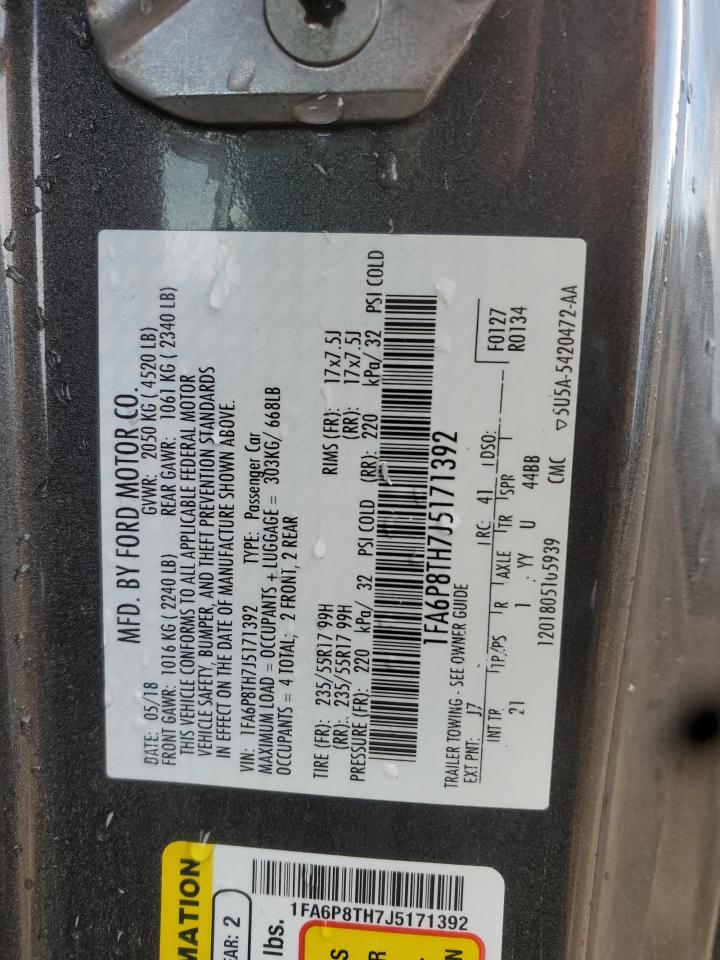 MFD. BY FORD MOTOR CO.
DATE: 05/18 GVWR: 2050 KG ( 4520 LB)
FRONT GAWR: 1016 KG ( 2240 LB) REAR GAWR: 1061 KG ( 2340 LB)
THIS VEHICLE CONFORMS TO ALL APPLICABLE FEDERAL MOTOR
VEHICLE SAFETY, BUMPER, AND THEFT PREVENTION STANDARDS
IN EFFECT ON THE DATE OF MANUFACTURE SHOWN ABOVE.
VIN: 1FA6P8TH7J5171392 TYPE: Passenger Car
MAXIMUM LOAD = OCCUPANTS + LUGGAGE = 303KG/ 668LB
OCCUPANTS = 4 TOTAL; 2 FRONT, 2 REAR
TIRE (FR): 235/55R17 99H RIMS (FR): 17x7.5J
(RR): 235/55R17 99H (RR): 17x7.5J
PRESSURE (FR): 220 kPa/ 32 PSI COLD (RR): 220 kPa/ 32 PSI COLD
1FA6P8TH7J5171392
TRAILER TOWING - SEE OWNER GUIDE
EXT PNT: J7 RC: 41 DSO: F0127
R0134
INT TR TP/PS R AXLE TR SPR
21 1 YY U 44BB
CMC ▽5U5A-5420472-AA
MATION
EAR: 2
lbs.
1FA6P8TH7J5171392